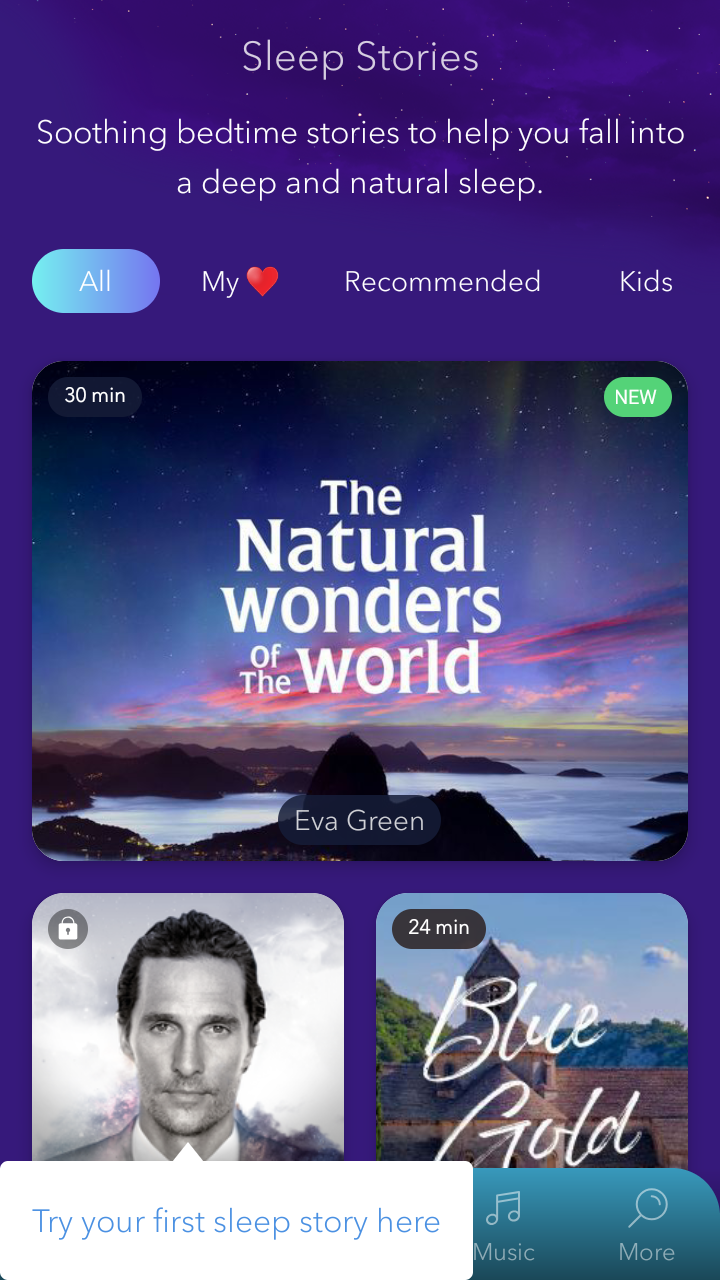 Sleep Stories
Soothing bedtime stories to help you fall into
a deep and natural sleep.
All
My ❤️
Recommended
Kids
30 min
NEW
The
Natural
wonders
Of
The world
Eva Green
24 min
Blue
Gold
Try your first sleep story here
Music
More